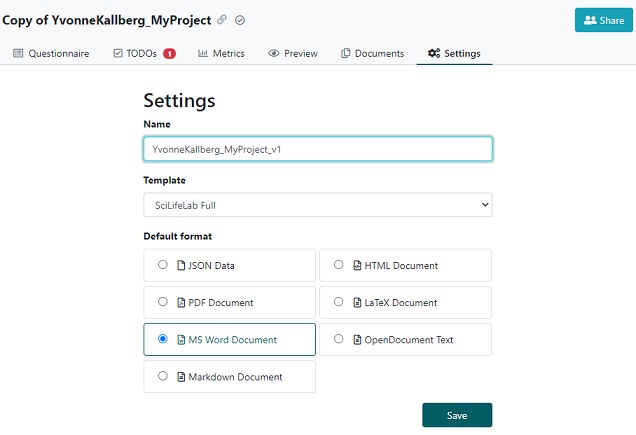 Copy of YvonneKallberg_MyProject
Share
Questionnaire TODOs 1 Metrics Preview Documents Settings
Settings
Name
YvonneKallberg_MyProject_v1
Template
SciLifeLab Full
Default format
JSON Data HTML Document
PDF Document LaTeX Document
MS Word Document OpenDocument Text
Markdown Document
Save